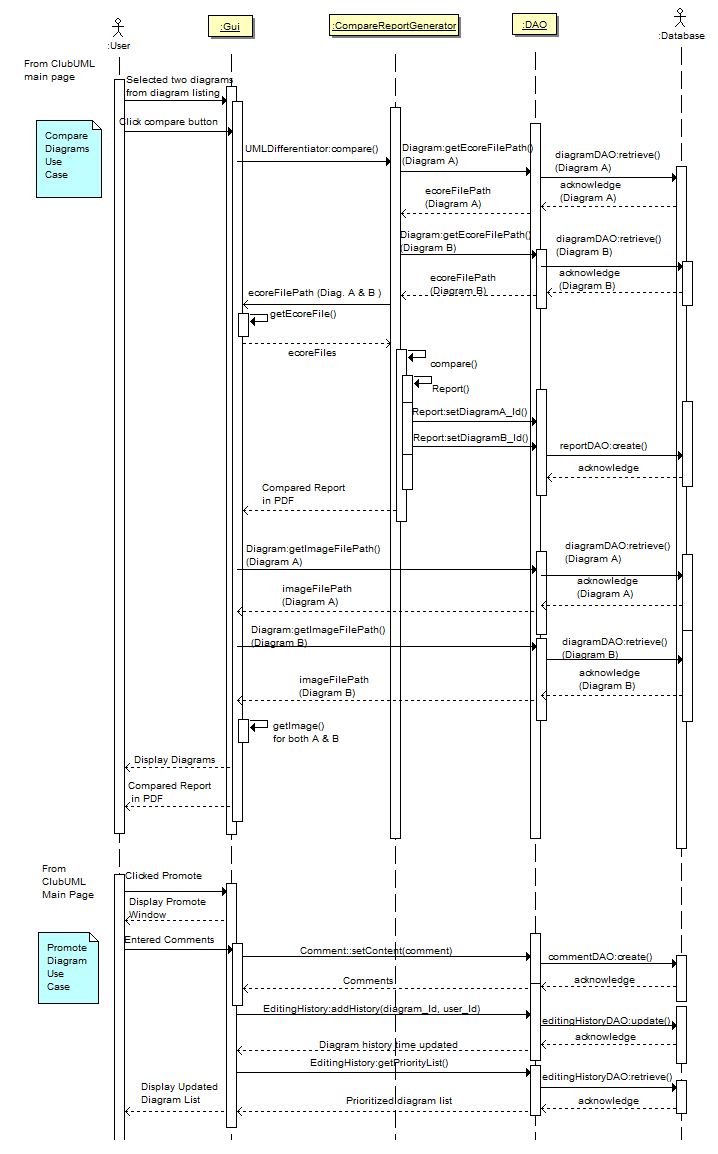 :User
:Gui
:CompareReportGenerator
:DAO
:Database
From ClubUML
main page
Selected two diagrams
from diagram listing
Click compare button
Compare
Diagrams
Use
Case
UMLDifferentiator:compare()
Diagram:getEcoreFilePath()
(Diagram A)
diagramDAO:retrieve()
(Diagram A)
acknowledge
(Diagram A)
ecoreFilePath
(Diagram A)
Diagram:getEcoreFilePath()
(Diagram B)
diagramDAO:retrieve()
(Diagram B)
acknowledge
(Diagram B)
ecoreFilePath
(Diagram B)
ecoreFilePath (Diag. A & B )
getEcoreFile()
ecoreFiles
compare()
Report()
Report:setDiagramA_Id()
Report:setDiagramB_Id()
reportDAO:create()
acknowledge
Compared Report
in PDF
Diagram:getImageFilePath()
(Diagram A)
diagramDAO:retrieve()
(Diagram A)
acknowledge
(Diagram A)
imageFilePath
(Diagram A)
Diagram:getImageFilePath()
(Diagram B)
diagramDAO:retrieve()
(Diagram B)
acknowledge
(Diagram B)
imageFilePath
(Diagram B)
getImage()
for both A & B
Display Diagrams
Compared Report
in PDF
From
ClubUML
Main Page
Clicked Promote
Display Promote
Window
Promote
Diagram
Use
Case
Entered Comments
Comment::setContent(comment)
commentDAO:create()
acknowledge
Comments
EditingHistory:addHistory(diagram_Id, user_Id)
editingHistoryDAO:update()
acknowledge
Diagram history time updated
EditingHistory:getPriorityList()
editingHistoryDAO:retrieve()
acknowledge
Prioritized diagram list
Display Updated
Diagram List